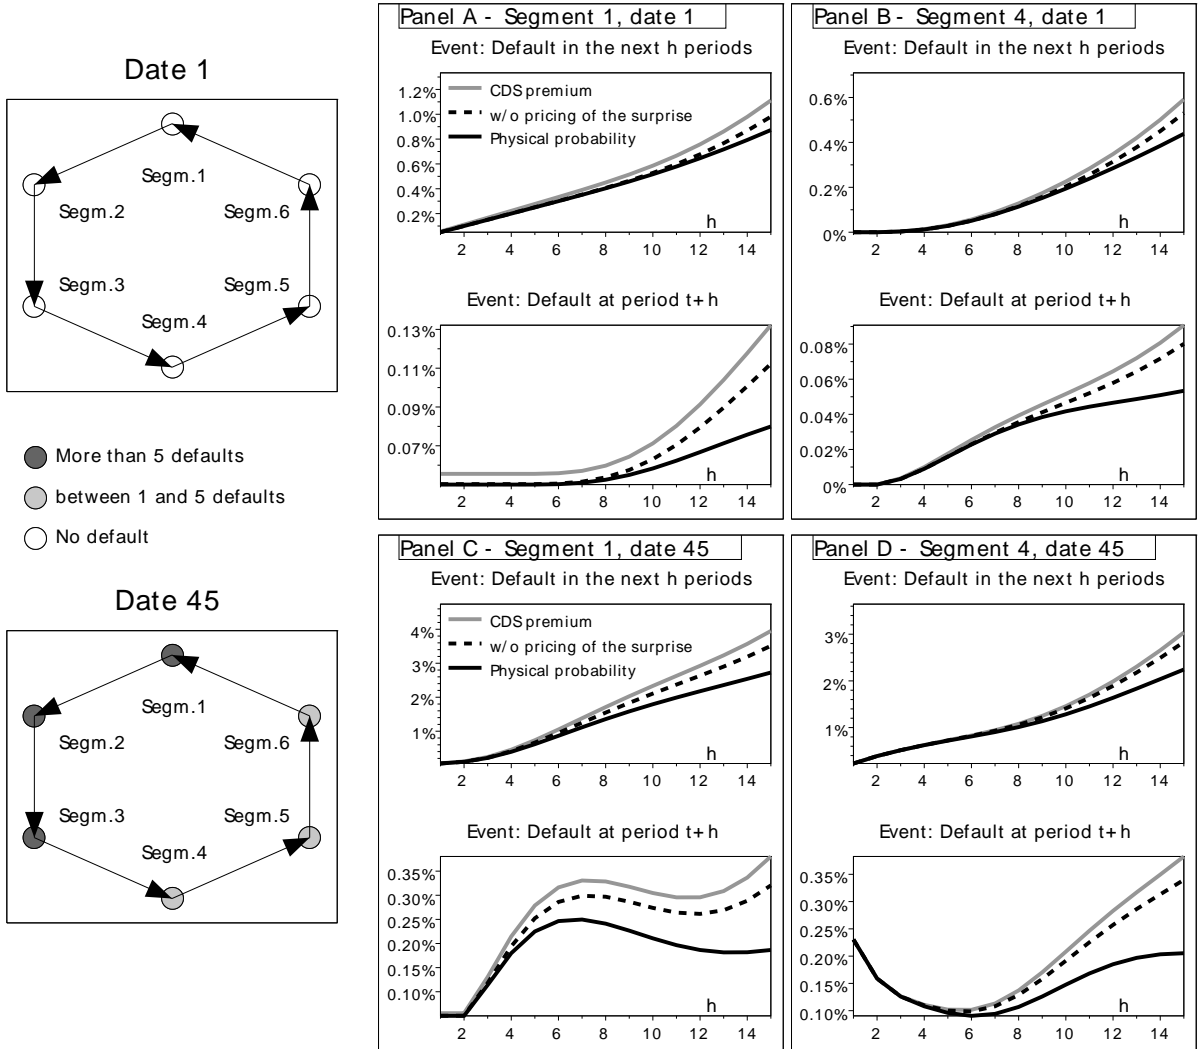 Date 1
Segm.1
Segm.2
Segm.6
Segm.3
Segm.5
Segm.4
More than 5 defaults
between 1 and 5 defaults
No default
Date 45
Segm.1
Segm.2
Segm.6
Segm.3
Segm.5
Segm.4
Panel A - Segment 1, date 1
Event: Default in the next h periods
1.2%
1.0%
0.8%
0.6%
0.4%
0.2%
CDS premium
w/o pricing of the surprise
Physical probability
h
2 4 6 8 10 12 14
Event: Default at period t+h
0.13%
0.11%
0.09%
0.07%
h
2 4 6 8 10 12 14
Panel B - Segment 4, date 1
Event: Default in the next h periods
0.6%
0.4%
0.2%
0%
h
2 4 6 8 10 12 14
Event: Default at period t+h
0.08%
0.06%
0.04%
0.02%
0%
h
2 4 6 8 10 12 14
Panel C - Segment 1, date 45
Event: Default in the next h periods
4%
3%
2%
1%
CDS premium
w/o pricing of the surprise
Physical probability
h
2 4 6 8 10 12 14
Event: Default at period t+h
0.35%
0.30%
0.25%
0.20%
0.15%
0.10%
h
2 4 6 8 10 12 14
Panel D - Segment 4, date 45
Event: Default in the next h periods
3%
2%
1%
h
2 4 6 8 10 12 14
Event: Default at period t+h
0.35%
0.30%
0.25%
0.20%
0.15%
0.10%
h
2 4 6 8 10 12 14